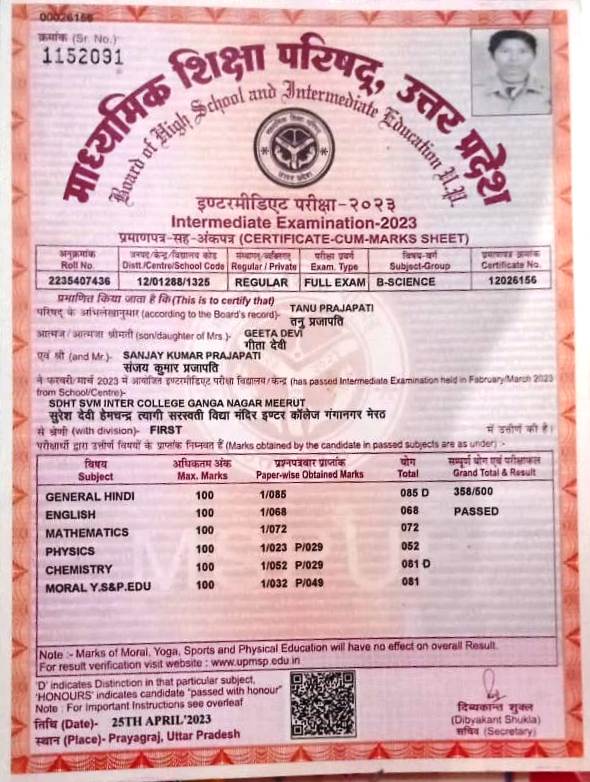 00026156
क्रमांक (Sr. No.)
1152091
माध्यमिक शिक्षा परिषद्, उत्तर प्रदेश
Board of High School and Intermediate Education U.P.
इण्टरमीडिएट परीक्षा-२०२३
Intermediate Examination-2023
प्रमाणपत्र-सह-अंकपत्र (CERTIFICATE-CUM-MARKS SHEET)
अनुक्रमांक जनपद/केन्द्र/विद्यालय कोड संस्थागत/व्यक्तिगत परीक्षा प्रकार विषय-वर्ग प्रमाणपत्र क्रमांक
Roll No. Distt./Centre/School Code Regular / Private Exam. Type Subject-Group Certificate No.
2235407436 12/01288/1325 REGULAR FULL EXAM B-SCIENCE 12026156
प्रमाणित किया जाता है कि(This is to certify that)
परिषद के अभिलेखानुसार (according to the Board's record)- TANU PRAJAPATI
तनु प्रजापति
आत्मज / आत्मजा श्रीमती (son/daughter of Mrs.)- GEETA DEVI
गीता देवी
एवं श्री (and Mr.)- SANJAY KUMAR PRAJAPATI
संजय कुमार प्रजापति
ने फरवरी/मार्च 2023 में आयोजित इण्टरमीडिएट परीक्षा विद्यालय/केन्द्र (has passed Intermediate Examination held in Fabruary/March 2023
from School/Centre)-
SDHT SVM INTER COLLEGE GANGA NAGAR MEERUT
सुरेश देवी हेमचन्द्र त्यागी सरस्वती विद्या मंदिर इण्टर कॉलेज गंगानगर मेरठ
से श्रेणी (with division)- FIRST में उत्तीर्ण की है।
परीक्षार्थी द्वारा उत्तीर्ण विषयों के प्राप्तांक निम्नवत हैं (Marks obtained by the candidate in passed subjects are as under) :-
विषय अधिकतम अंक प्रश्नपत्रवार प्राप्तांक योग सम्पूर्ण योग एवं परीक्षाफल
Subject Max. Marks Paper-wise Obtained Marks Total Grand Total & Result
GENERAL HINDI 100 1/085 085 D 358/500
ENGLISH 100 1/068 068 PASSED
MATHEMATICS 100 1/072 072
PHYSICS 100 1/023 P/029 052
CHEMISTRY 100 1/052 P/029 081 D
MORAL Y.S&P.EDU 100 1/032 P/049 081
Note :- Marks of Moral, Yoga, Sports and Physical Education will have no effect on overall Result.
For result verification visit website : www.upmsp.edu.in
'D' indicates Distinction in that particular subject,
'HONOURS' indicates candidate "passed with honour"
Note :- For Important Instructions see overleaf
तिथि (Date)- 25TH APRIL'2023
स्थान (Place)- Prayagraj, Uttar Pradesh
दिब्यकान्त शुक्ल
(Dibyakant Shukla)
सचिव (Secretary)